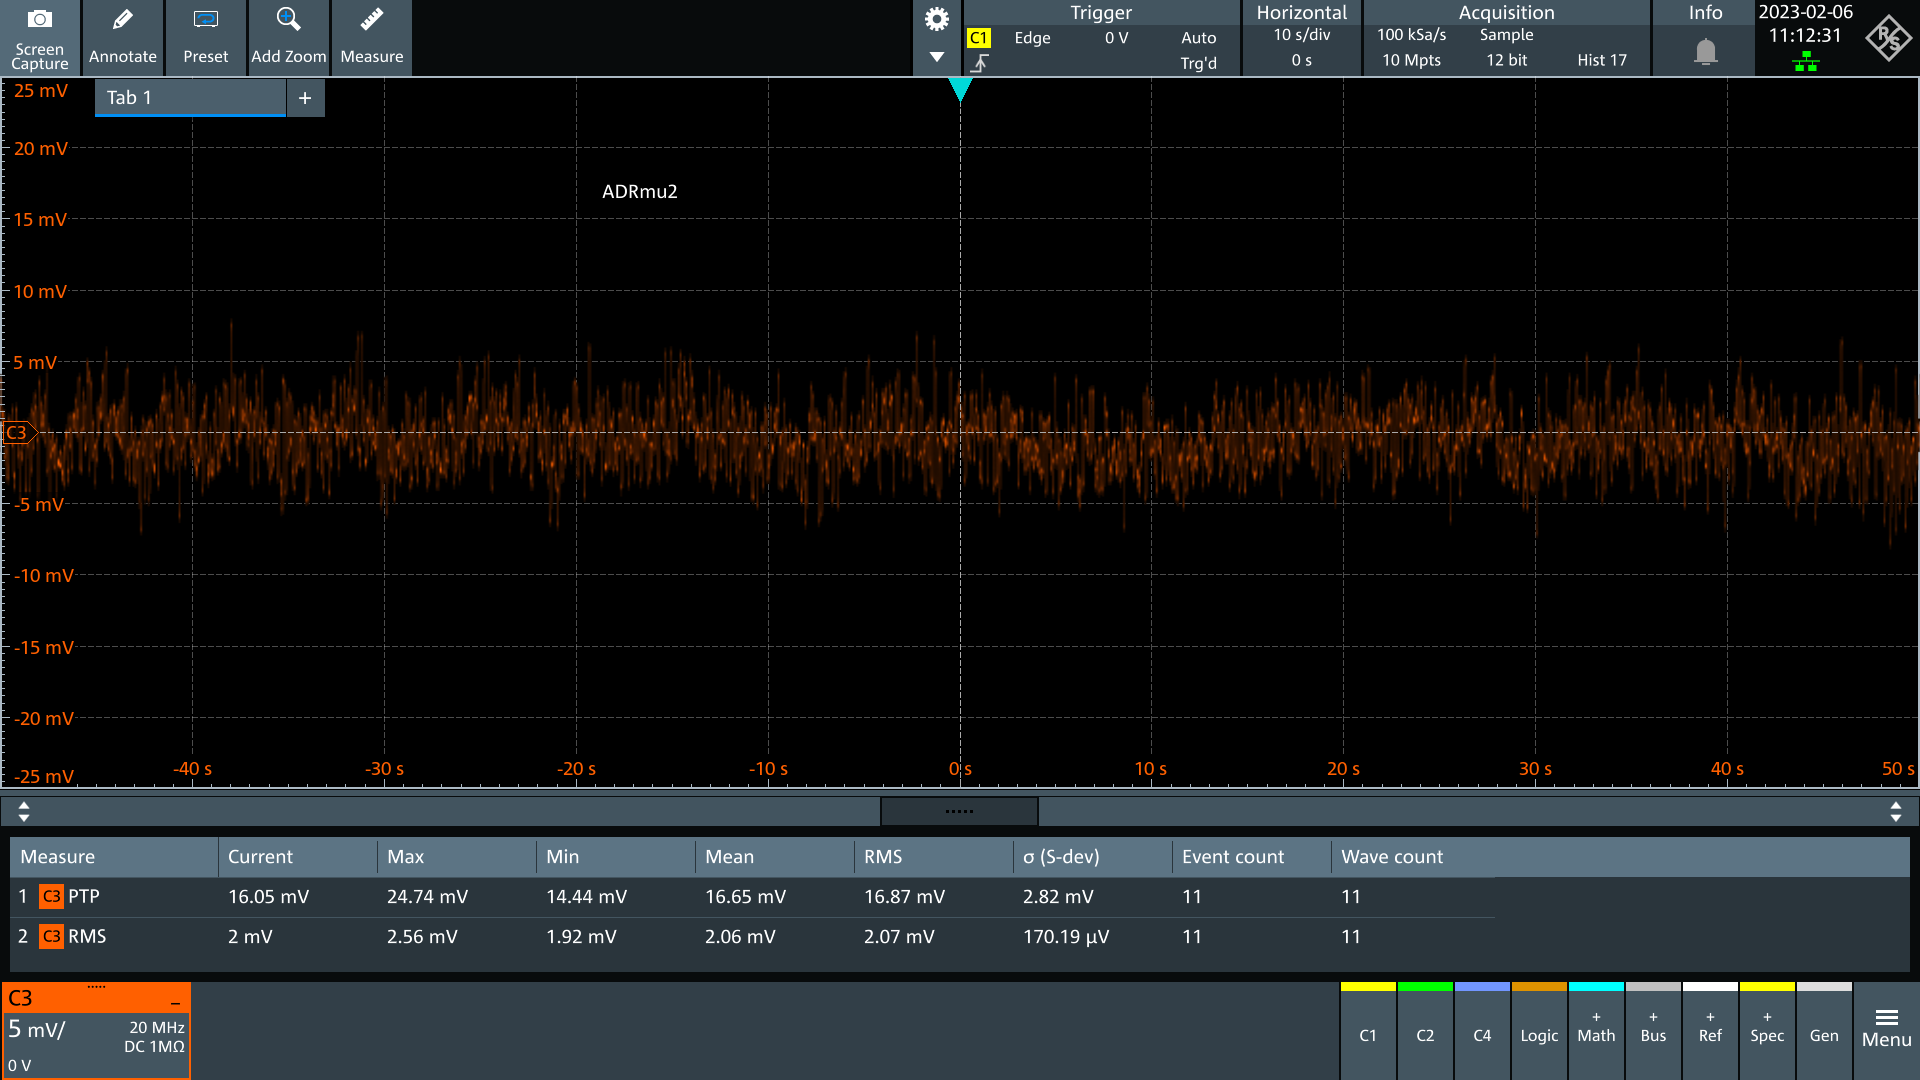 Screen
Capture
Annotate
Preset
Add Zoom
Measure
Trigger
C1 Edge 0 V Auto
Trg'd
Horizontal
10 s/div
0 s
Acquisition
100 kSa/s Sample
10 Mpts 12 bit Hist 17
Info
2023-02-06
11:12:31
R S
Tab 1 +
25 mV
20 mV
15 mV
10 mV
5 mV
C3
-5 mV
-10 mV
-15 mV
-20 mV
-25 mV
ADRmu2
-40 s -30 s -20 s -10 s 0 s 10 s 20 s 30 s 40 s 50 s
Measure Current Max Min Mean RMS σ (S-dev) Event count Wave count
1 C3 PTP 16.05 mV 24.74 mV 14.44 mV 16.65 mV 16.87 mV 2.82 mV 11 11
2 C3 RMS 2 mV 2.56 mV 1.92 mV 2.06 mV 2.07 mV 170.19 µV 11 11
C3
5 mV/ 20 MHz
DC 1MΩ
0 V
C1
C2
C4
Logic
+ Math
+ Bus
+ Ref
+ Spec
Gen
Menu